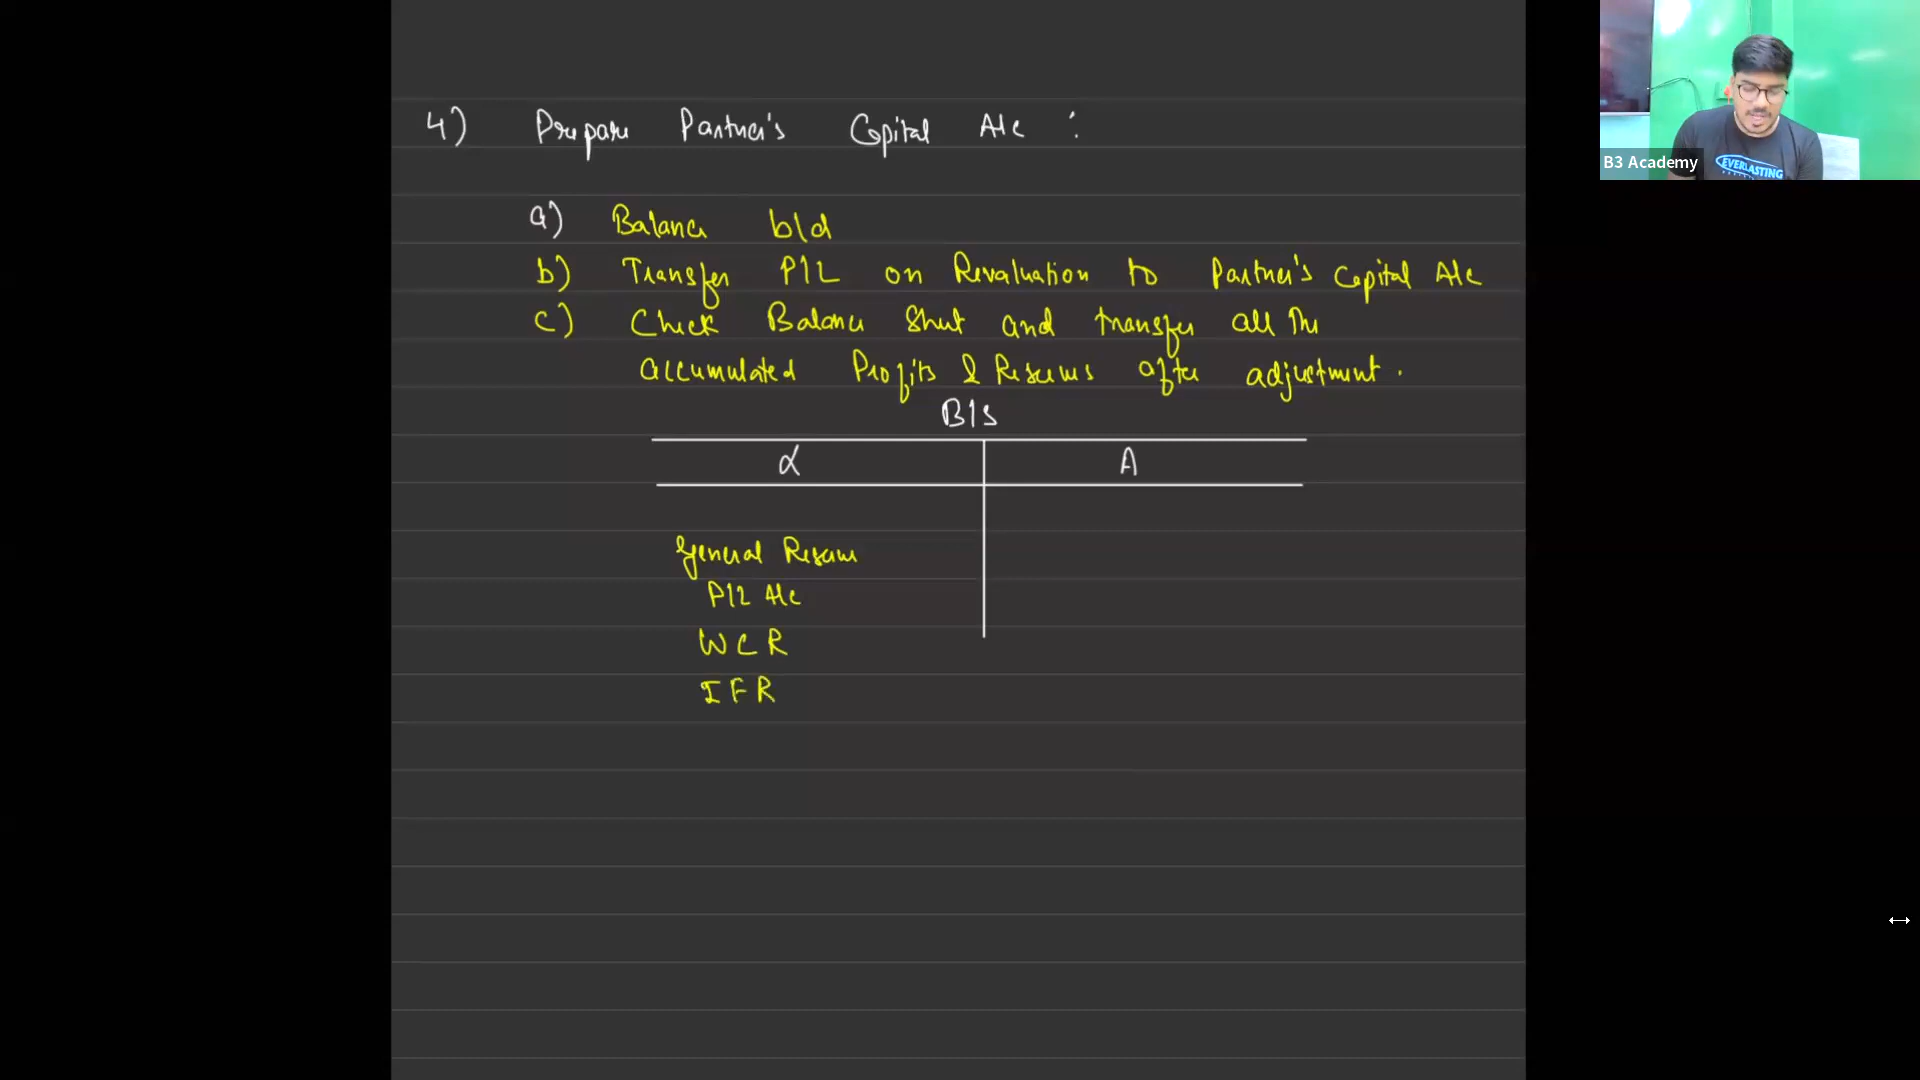 4) Prepare Partner's Capital A/c :
a) Balance b/d
b) Transfer P/L on Revaluation to Partner's Capital A/c
c) Check Balance Sheet and transfer all the
accumulated Profits & Reserves after adjustment.
B/S
L A
General Reserve
P/L A/c
WCR
IFR
B3 Academy
EVERLASTING